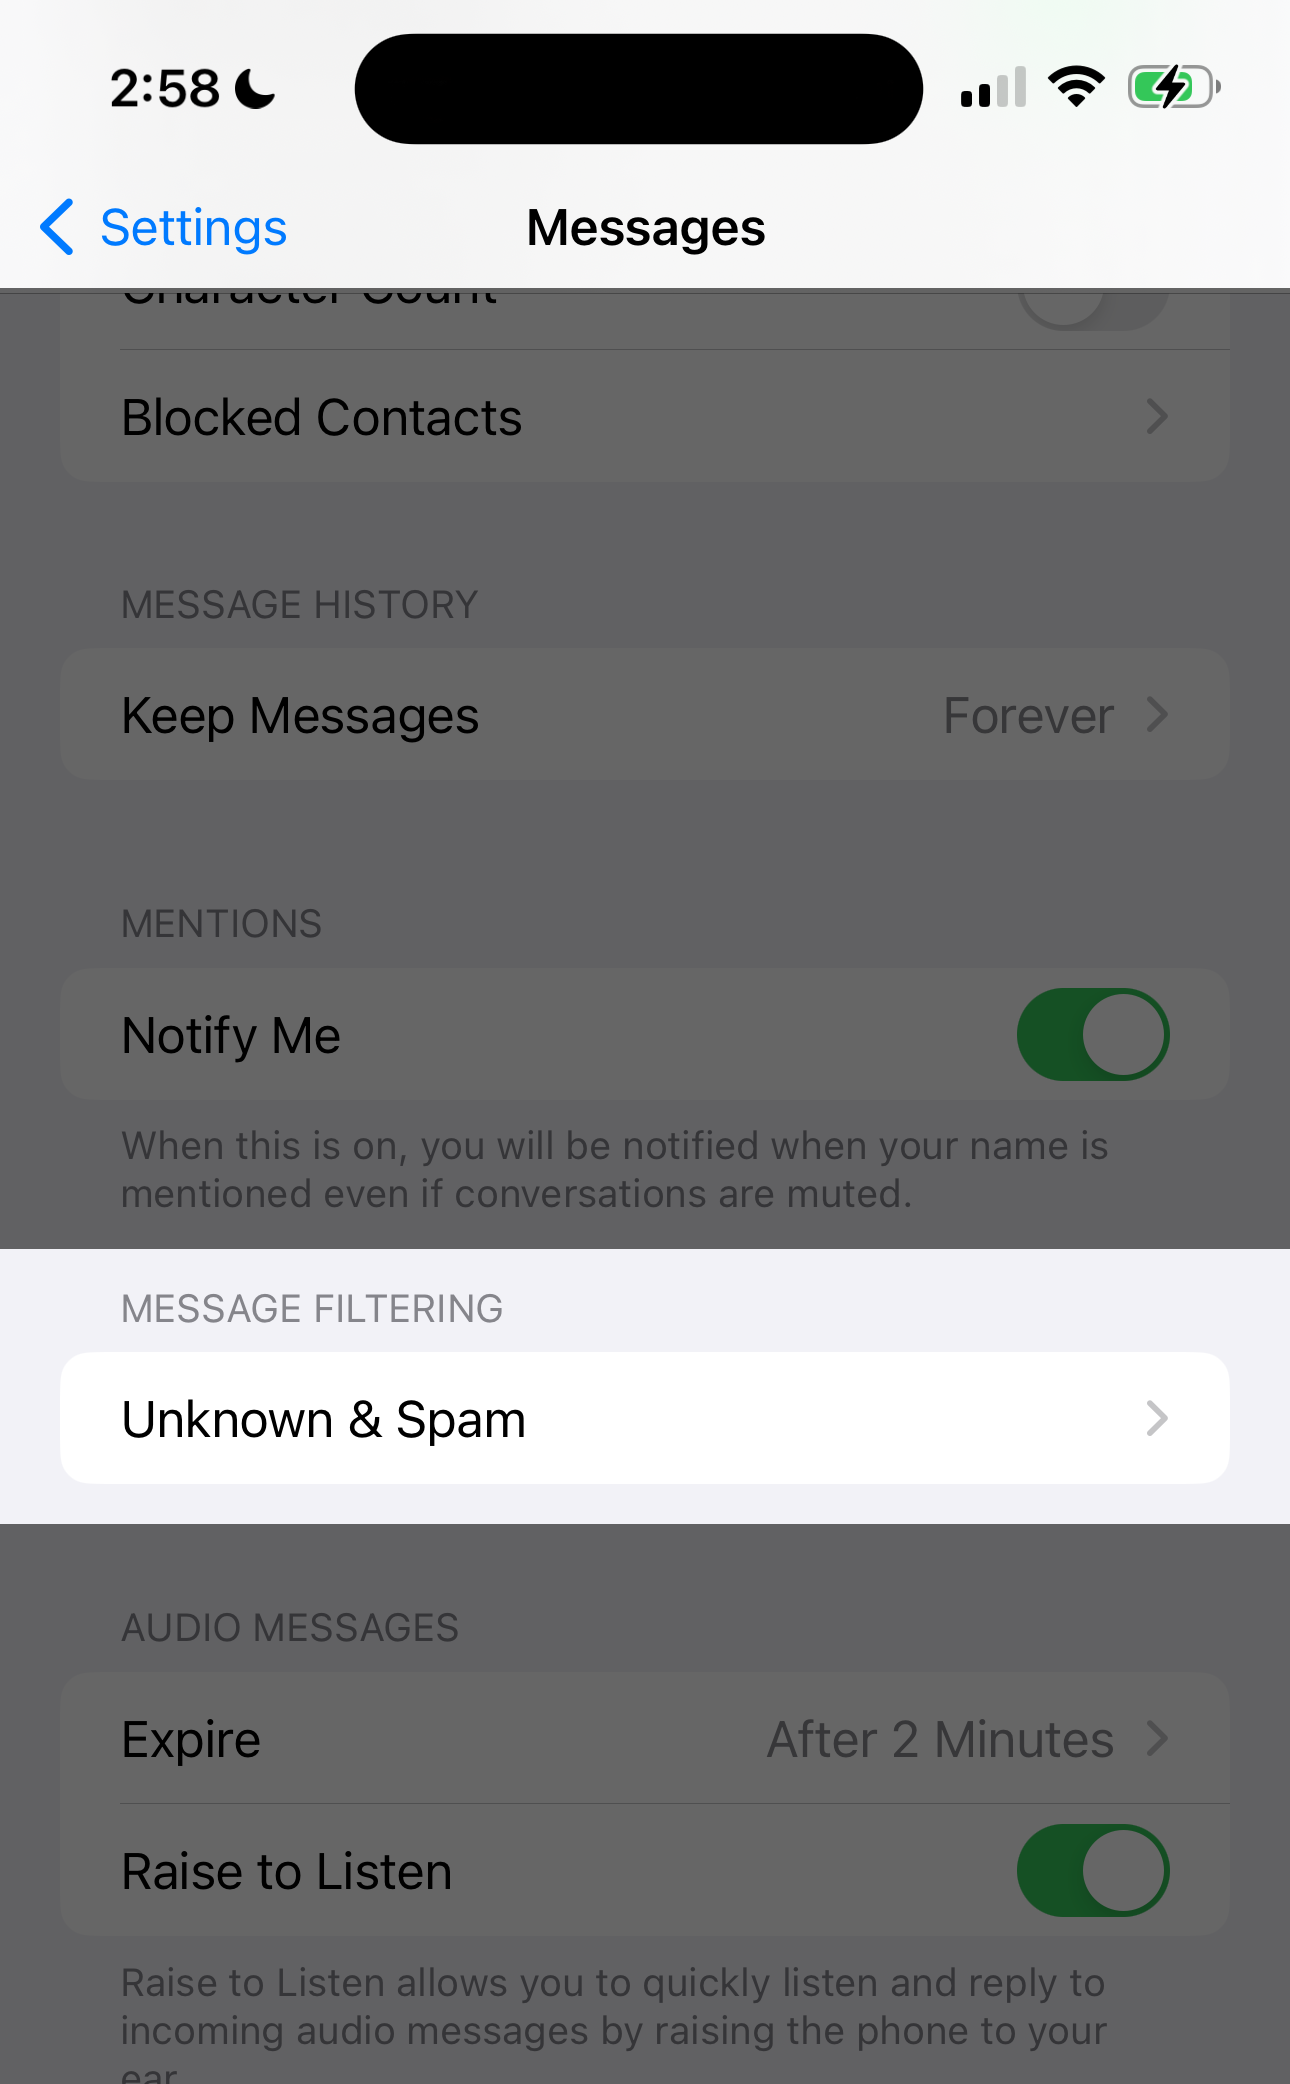 2:58
Settings
Messages
Character Count
Blocked Contacts
MESSAGE HISTORY
Keep Messages Forever
MENTIONS
Notify Me
When this is on, you will be notified when your name is
mentioned even if conversations are muted.
MESSAGE FILTERING
Unknown & Spam
AUDIO MESSAGES
Expire After 2 Minutes
Raise to Listen
Raise to Listen allows you to quickly listen and reply to
incoming audio messages by raising the phone to your
ear.